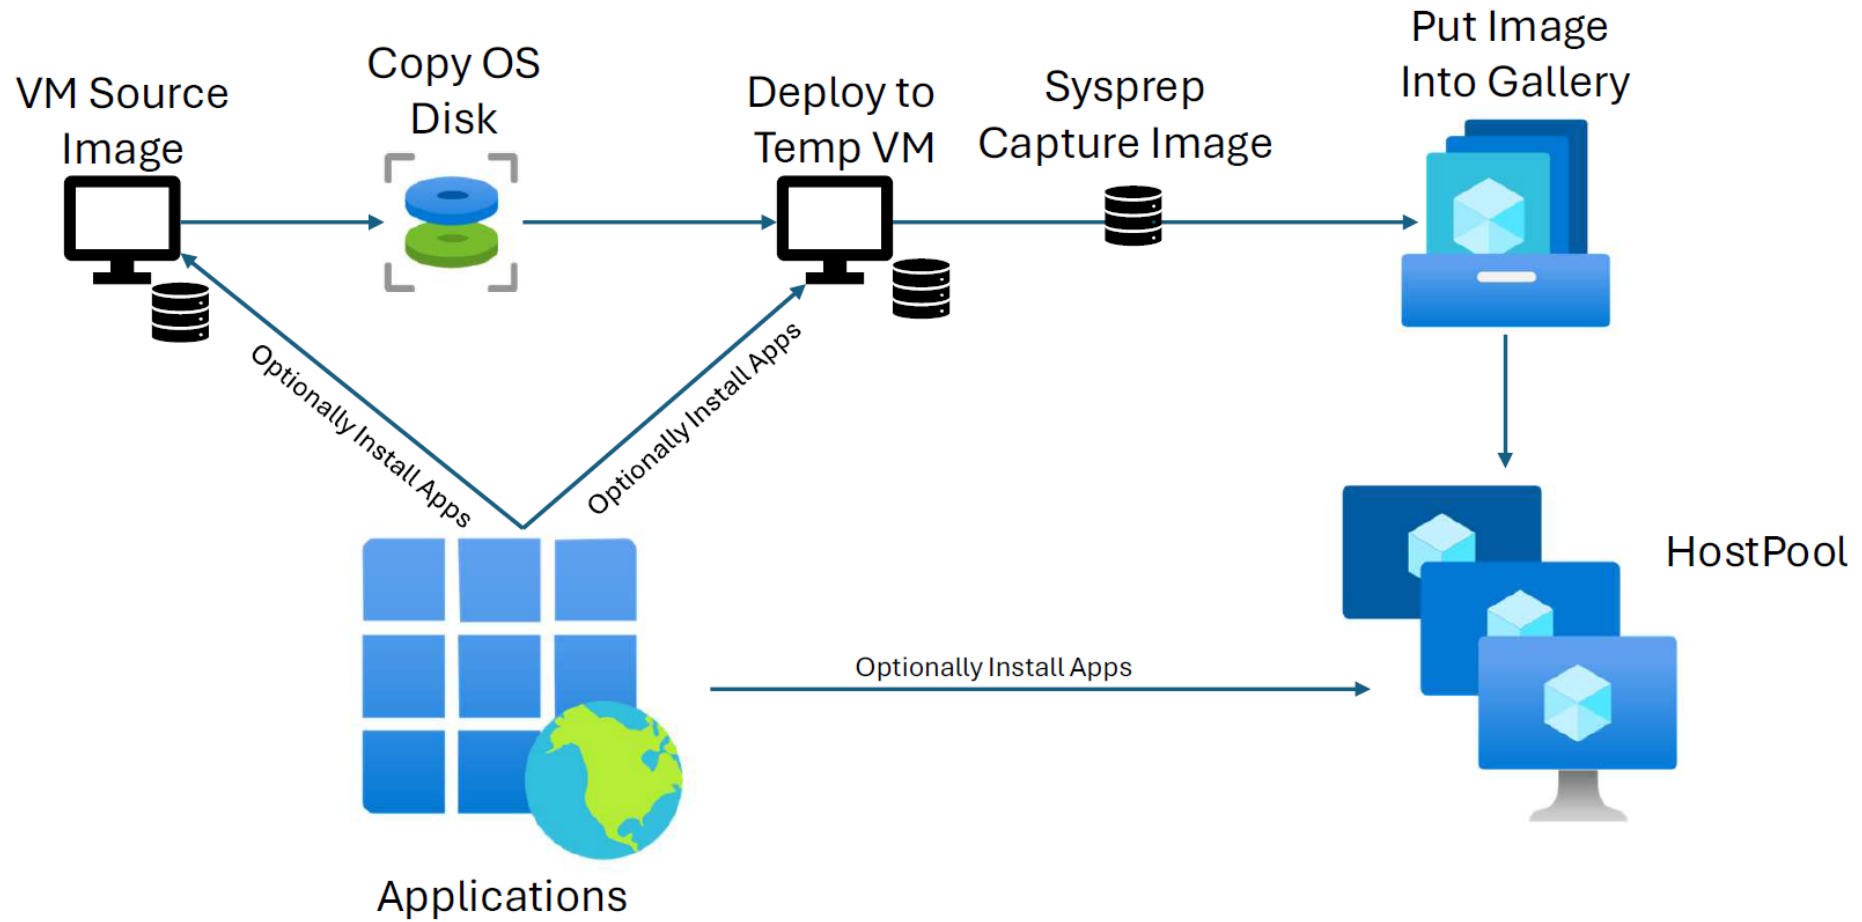 VM Source
Image
Copy OS
Disk
Deploy to
Temp VM
Sysprep
Capture Image
Put Image
Into Gallery
Optionally Install Apps
Optionally Install Apps
HostPool
Optionally Install Apps
Applications